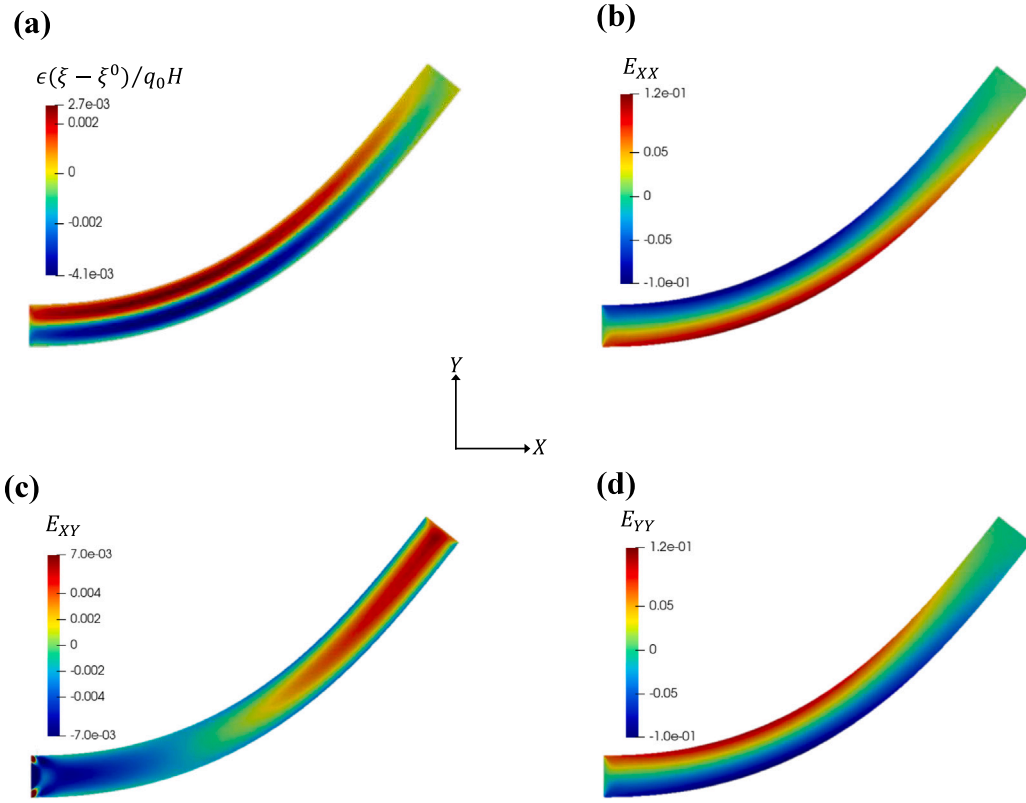 (a)
ϵ(ξ − ξ⁰)/q₀H
2.7e-03
0.002
0
-0.002
-4.1e-03
(b)
E_XX
1.2e-01
0.05
0
-0.05
-1.0e-01
Y
X
(c)
E_XY
7.0e-03
0.004
0.002
0
-0.002
-0.004
-7.0e-03
(d)
E_YY
1.2e-01
0.05
0
-0.05
-1.0e-01